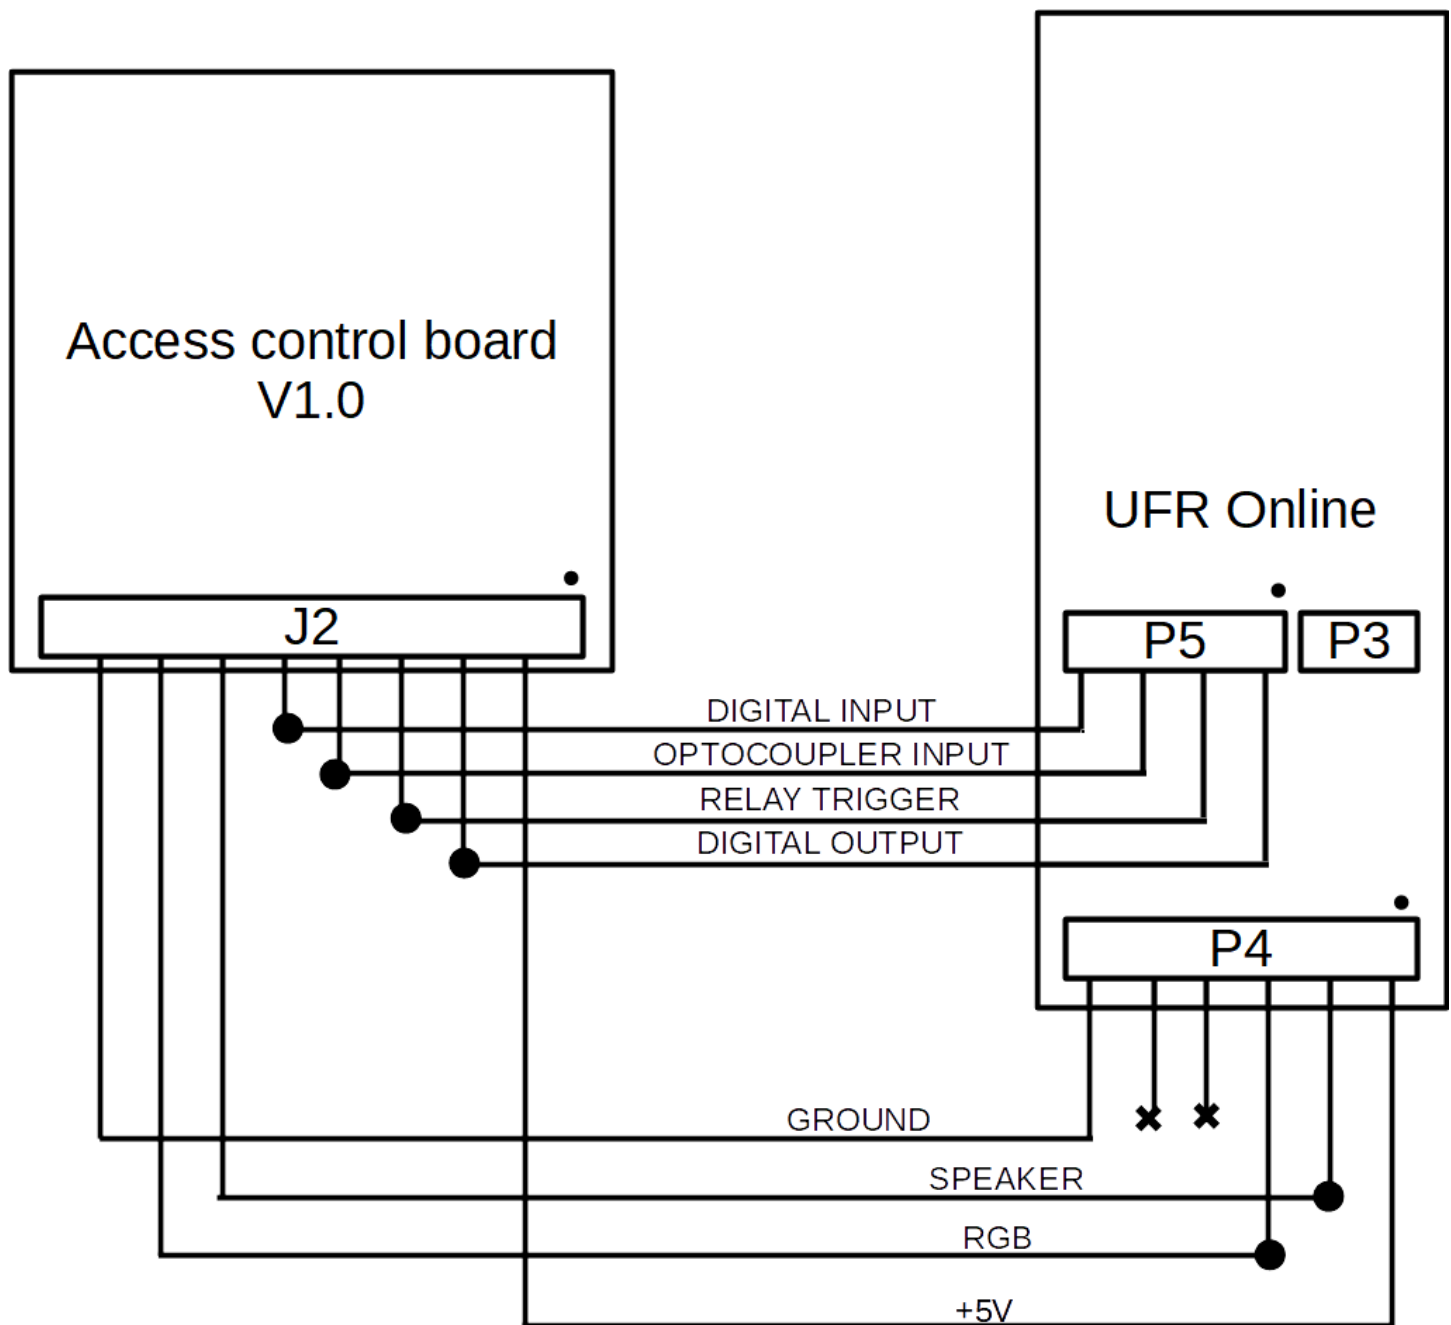 Access control board
V1.0
UFR Online
J2
P5
P3
DIGITAL INPUT
OPTOCOUPLER INPUT
RELAY TRIGGER
DIGITAL OUTPUT
P4
GROUND
SPEAKER
RGB
+5V